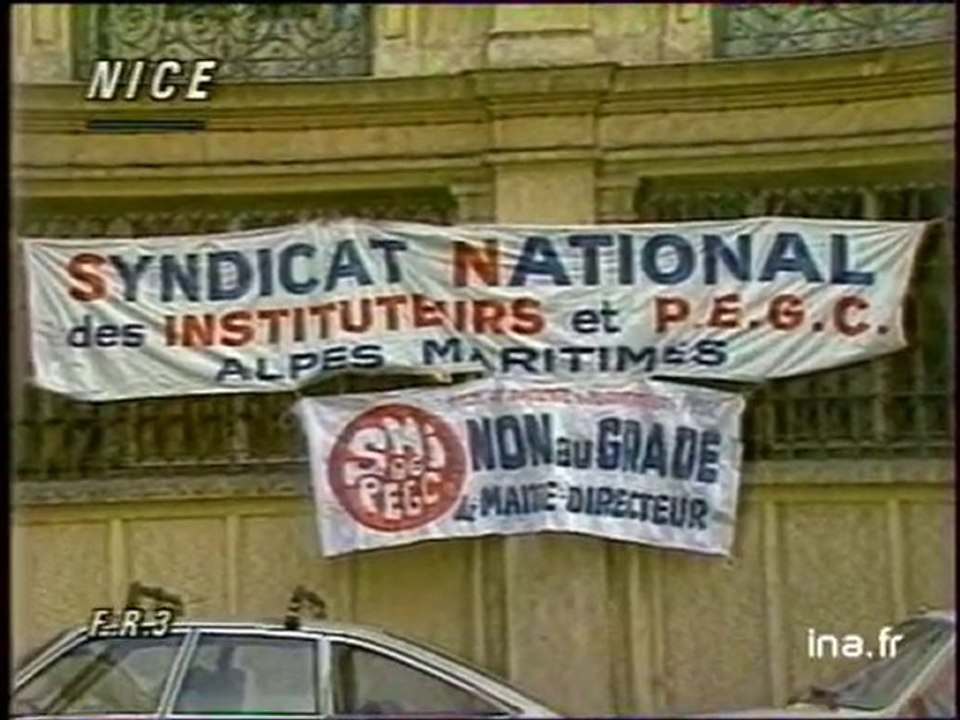 NICE
SYNDICAT NATIONAL
des INSTITUTEURS et P.E.G.C.
ALPES MARITIMES
SNI
PEGC
NON au GRADE
MAITRE-DIRECTEUR
F.R.3
ina.fr